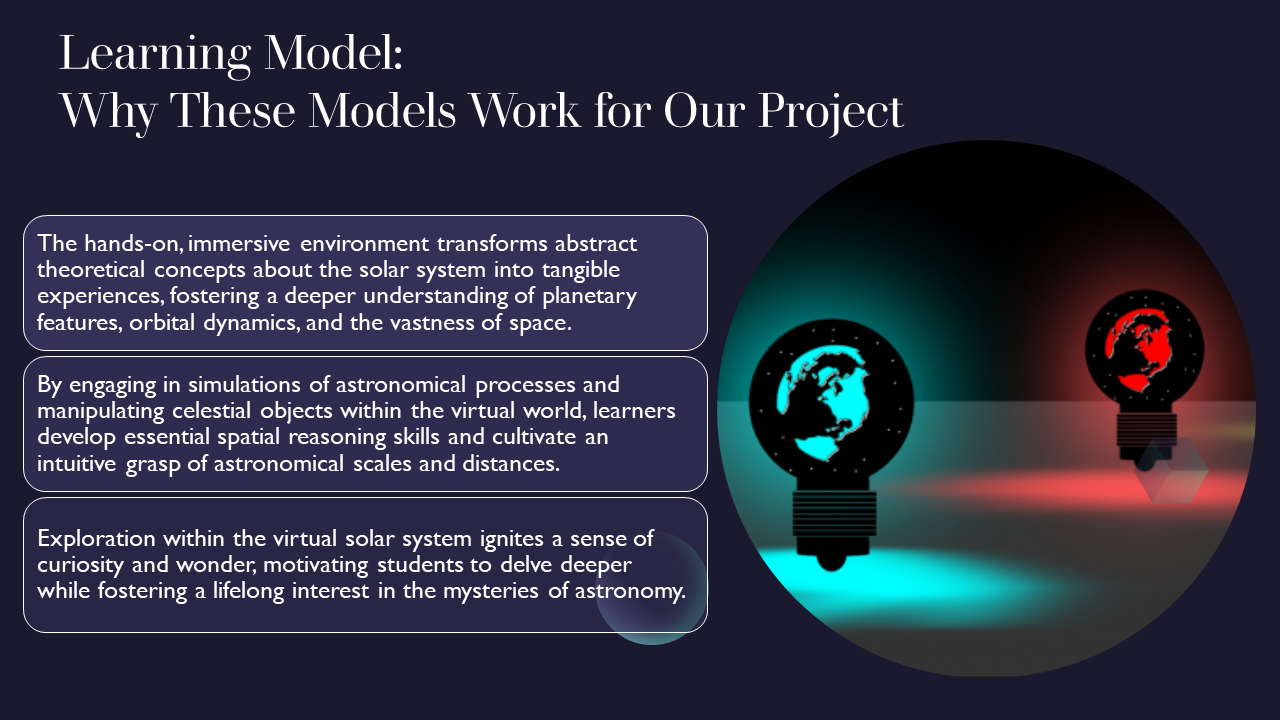 Learning Model:
Why These Models Work for Our Project
The hands-on, immersive environment transforms abstract
theoretical concepts about the solar system into tangible
experiences, fostering a deeper understanding of planetary
features, orbital dynamics, and the vastness of space.
By engaging in simulations of astronomical processes and
manipulating celestial objects within the virtual world, learners
develop essential spatial reasoning skills and cultivate an
intuitive grasp of astronomical scales and distances.
Exploration within the virtual solar system ignites a sense of
curiosity and wonder, motivating students to delve deeper
while fostering a lifelong interest in the mysteries of astronomy.